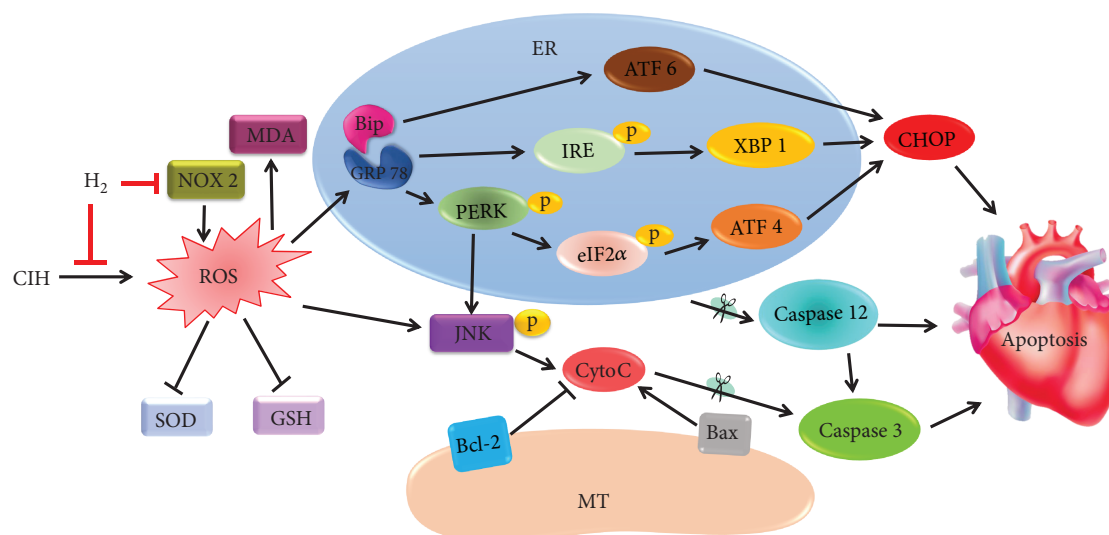 ER
ATF 6
Bip
MDA
P
CHOP
IRE
XBP 1
GRP 78
H2
NOX 2
PERK
P
P
ATF 4
eIF2α
CIH
ROS
Caspase 12
P
JNK
Apoptosis
CytoC
SOD
GSH
Bcl-2
Bax
Caspase 3
MT